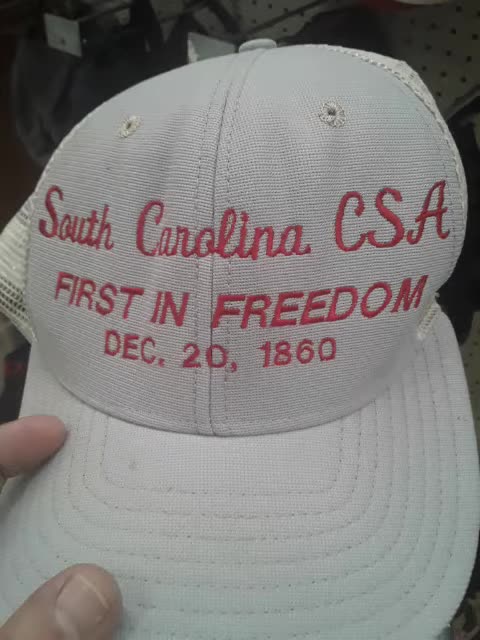 South Carolina CSA
FIRST IN FREEDOM
DEC. 20, 1860